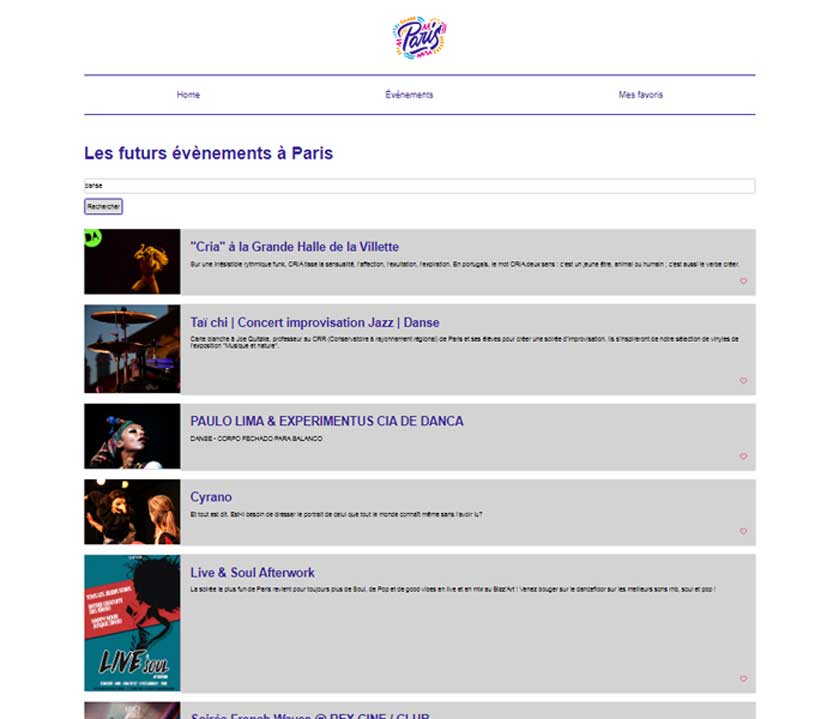 Paris
Home
Événements
Mes favoris
Les futurs évènements à Paris
danse
Rechercher
"Cria" à la Grande Halle de la Villette
Sur une irrésistible rythmique funk, CRIA tisse la sensualité, l'affection, l'exultation, l'expiration. En portugais, le mot CRIA a deux sens : c'est un jeune être, animal ou humain ; c'est aussi le verbe créer.
Taï chi | Concert improvisation Jazz | Danse
Carte blanche à Joe Quitzke, professeur au CRR (Conservatoire à rayonnement régional) de Paris et ses élèves pour créer une soirée d'improvisation. Ils s'inspireront de notre sélection de vinyles de
l'exposition "Musique et nature".
PAULO LIMA & EXPERIMENTUS CIA DE DANCA
DANSE - CORPO FECHADO PARA BALANCO
Cyrano
Et tout est dit. Est-il besoin de dresser le portrait de celui que tout le monde connaît même sans l'avoir lu?
Live & Soul Afterwork
La soirée la plus fun de Paris revient pour toujours plus de Soul, de Pop et de good vibes en live et en mix au Bizz'Art ! Venez bouger sur le dancefloor sur les meilleurs sons rnb, soul et pop !
LIVE
SOUL
Soirée French Waves @ REX CINE / CLUB